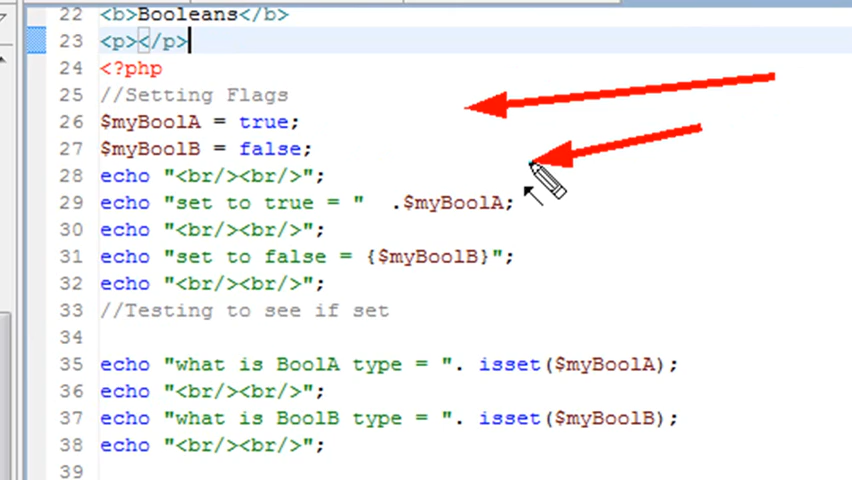 22 <b>Booleans</b>
23 <p></p>
24 <?php
25 //Setting Flags
26 $myBoolA = true;
27 $myBoolB = false;
28 echo "<br/><br/>";
29 echo "set to true = "  .$myBoolA;
30 echo "<br/><br/>";
31 echo "set to false = {$myBoolB}";
32 echo "<br/><br/>";
33 //Testing to see if set
34
35 echo "what is BoolA type = ". isset($myBoolA);
36 echo "<br/><br/>";
37 echo "what is BoolB type = ". isset($myBoolB);
38 echo "<br/><br/>";
39